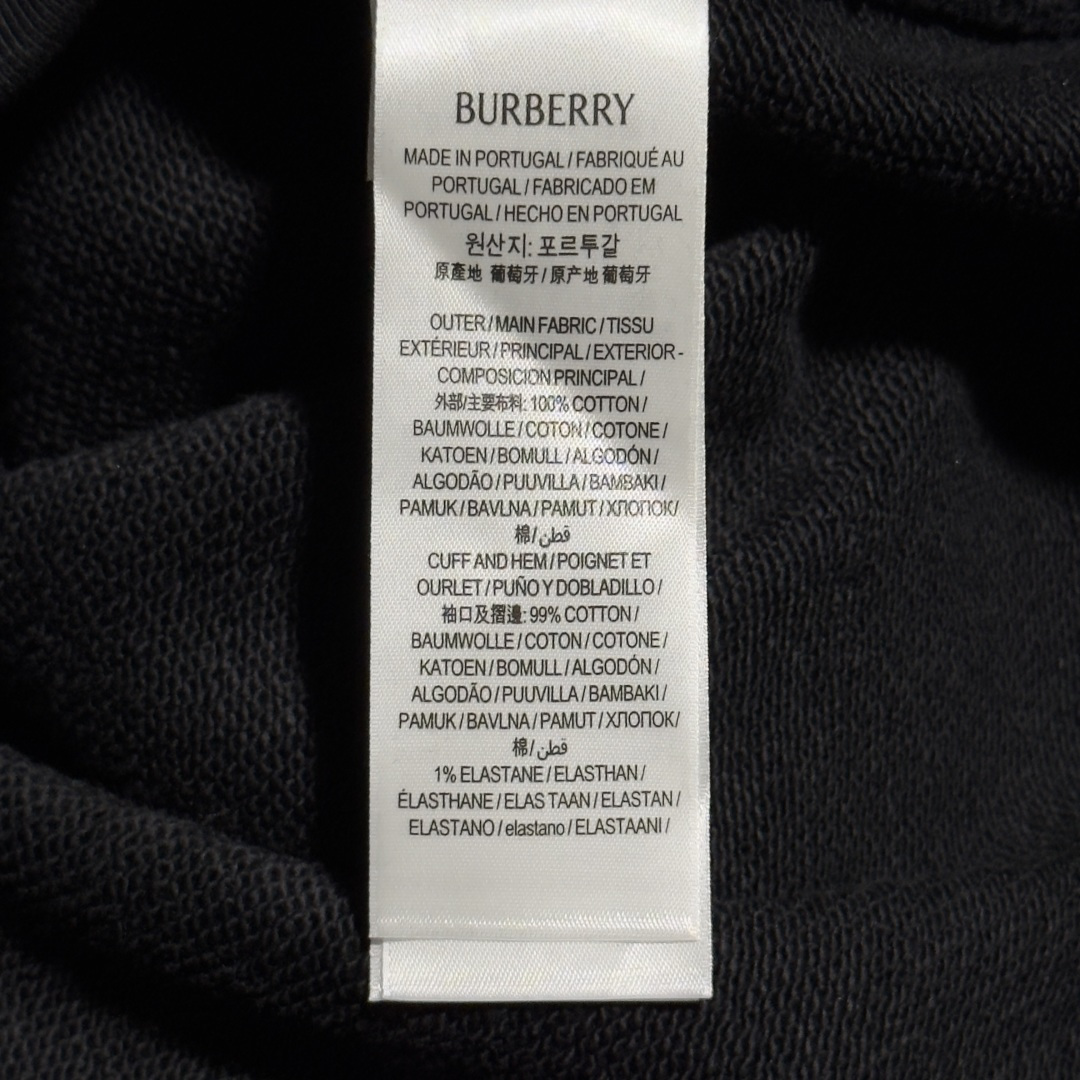 BURBERRY
MADE IN PORTUGAL / FABRIQUÉ AU
PORTUGAL / FABRICADO EM
PORTUGAL / HECHO EN PORTUGAL
원산지: 포르투갈
原產地 葡萄牙 / 原产地 葡萄牙
OUTER / MAIN FABRIC / TISSU
EXTÉRIEUR / PRINCIPAL / EXTERIOR -
COMPOSICION PRINCIPAL /
外部/主要布料: 100% COTTON /
BAUMWOLLE / COTON / COTONE /
KATOEN / BOMULL / ALGODÓN /
ALGODÃO / PUUVILLA / BAMBAKI /
PAMUK / BAVLNA / PAMUT / ХЛОПОК/
棉/ قطن
CUFF AND HEM / POIGNET ET
OURLET / PUÑO Y DOBLADILLO /
袖口及摺邊: 99% COTTON /
BAUMWOLLE / COTON / COTONE /
KATOEN / BOMULL / ALGODÓN /
ALGODÃO / PUUVILLA / BAMBAKI /
PAMUK / BAVLNA / PAMUT / ХЛОПОК/
棉/ قطن
1% ELASTANE / ELASTHAN /
ÉLASTHANE / ELAS TAAN / ELASTAN /
ELASTANO / elastano / ELASTAANI /